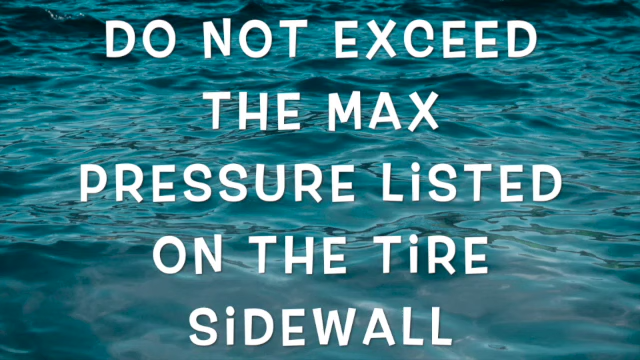 DO NOT EXCEED
THE MAX
PRESSURE LiSTED
ON THE TiRE
SiDEWALL